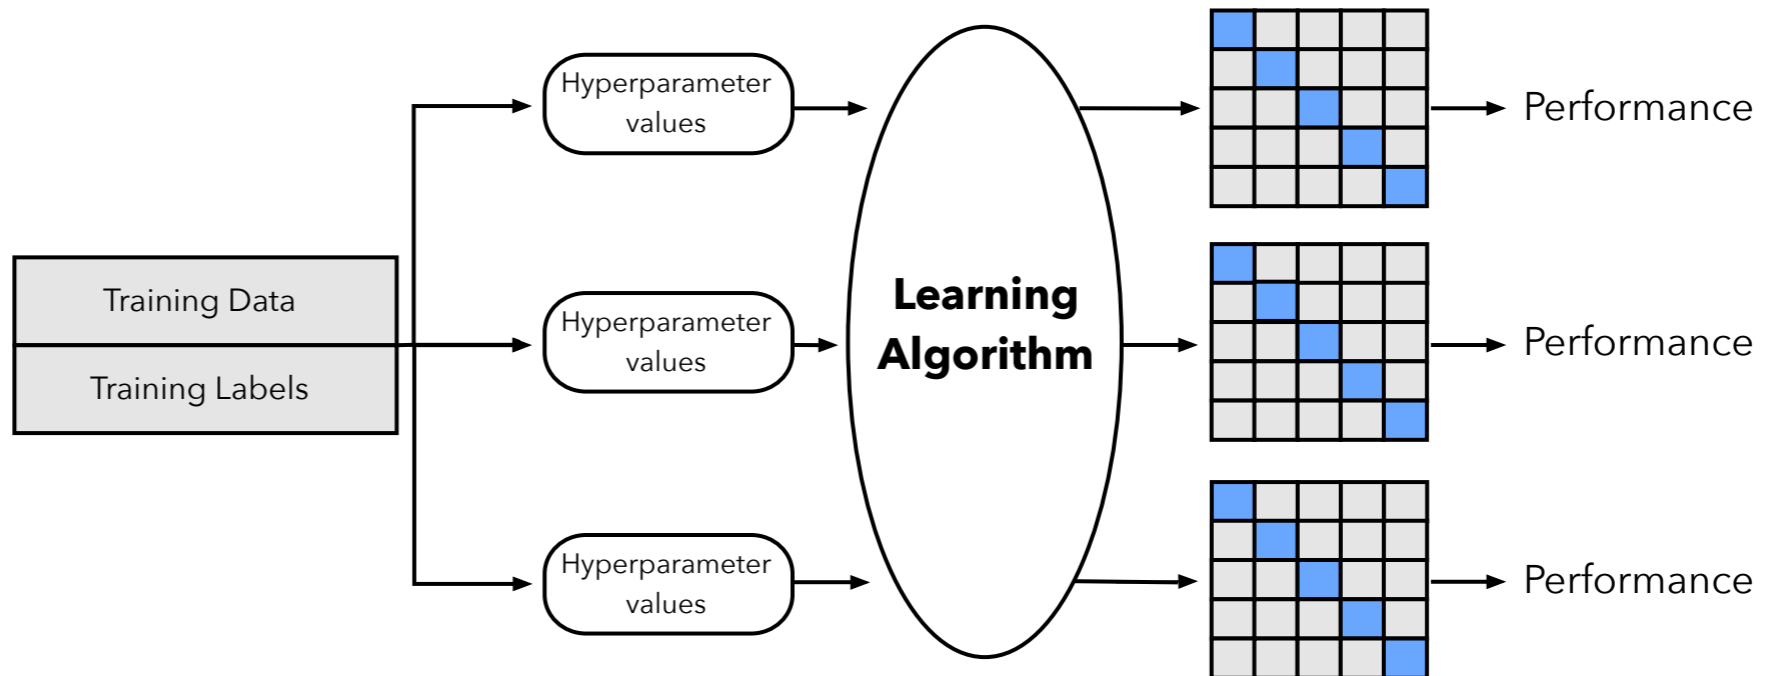 Hyperparameter
values
Performance
Training Data
Training Labels
Hyperparameter
values
Learning
Algorithm
Performance
Hyperparameter
values
Performance